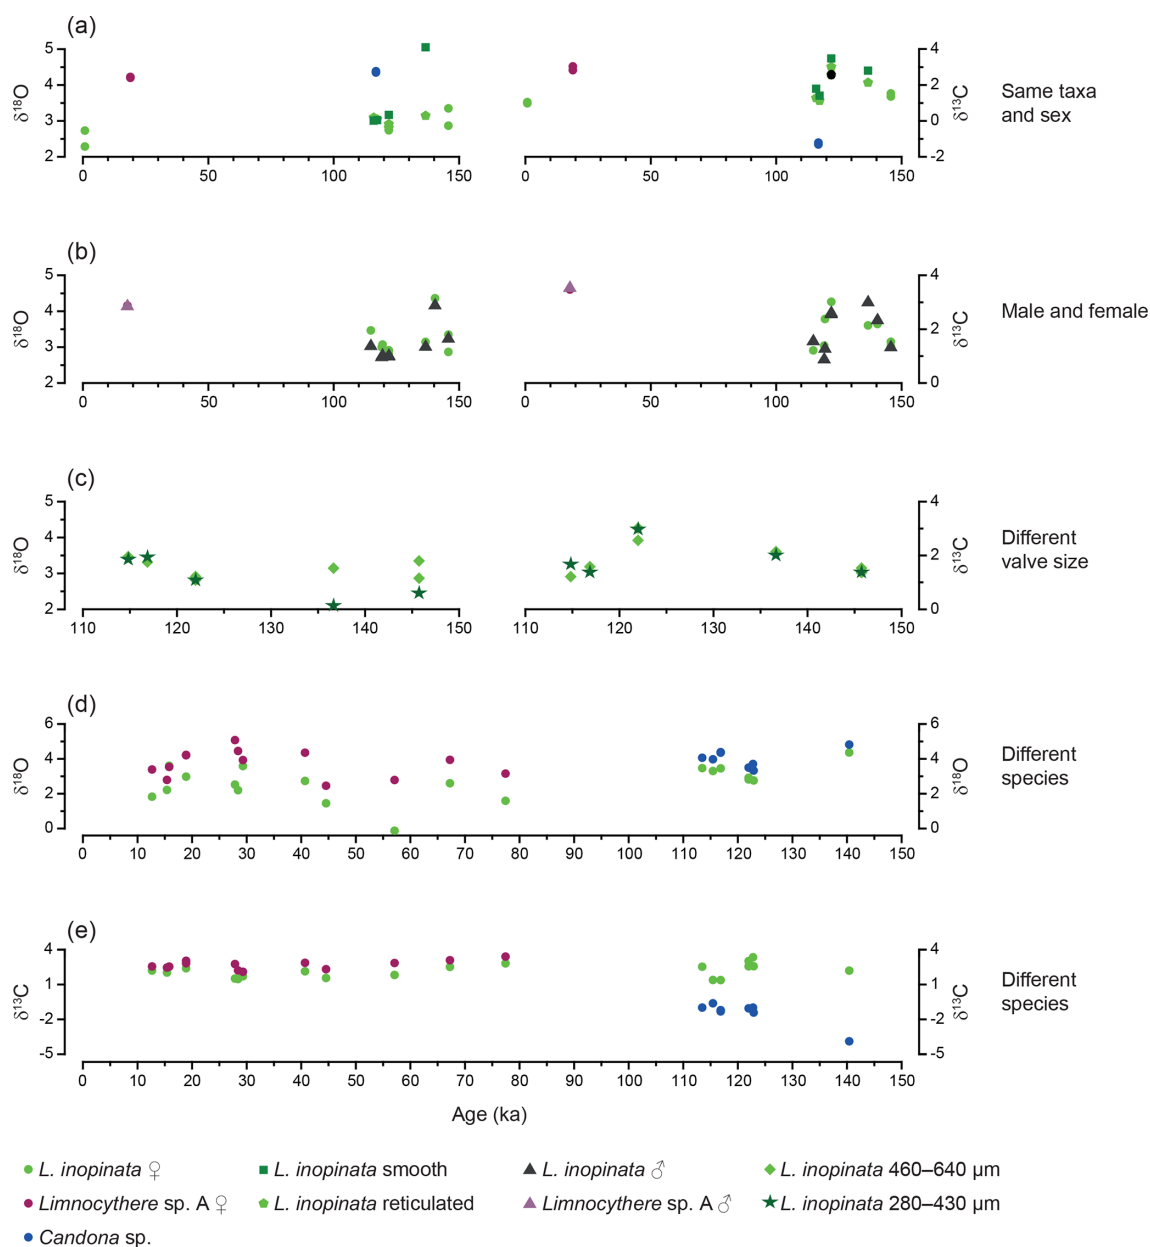 (a)
5
4
3
2
δ18O
0
50
100
150
0
50
100
150
4
2
0
-2
δ13C
Same taxa
and sex
(b)
5
4
3
2
δ18O
0
50
100
150
0
50
100
150
4
2
0
δ13C
Male and female
(c)
5
4
3
2
δ18O
110
120
130
140
150
110
120
130
140
150
4
2
0
δ13C
Different
valve size
(d)
6
4
2
0
δ18O
0 10 20 30 40 50 60 70 80 90 100 110 120 130 140 150
6
4
2
0
δ18O
Different
species
(e)
4
1
-2
-5
δ13C
0 10 20 30 40 50 60 70 80 90 100 110 120 130 140 150
4
1
-2
-5
δ13C
Different
species
Age (ka)
L. inopinata ♀ L. inopinata smooth L. inopinata ♂ L. inopinata 460–640 µm
Limnocythere sp. A ♀ L. inopinata reticulated Limnocythere sp. A ♂ L. inopinata 280–430 µm
Candona sp.